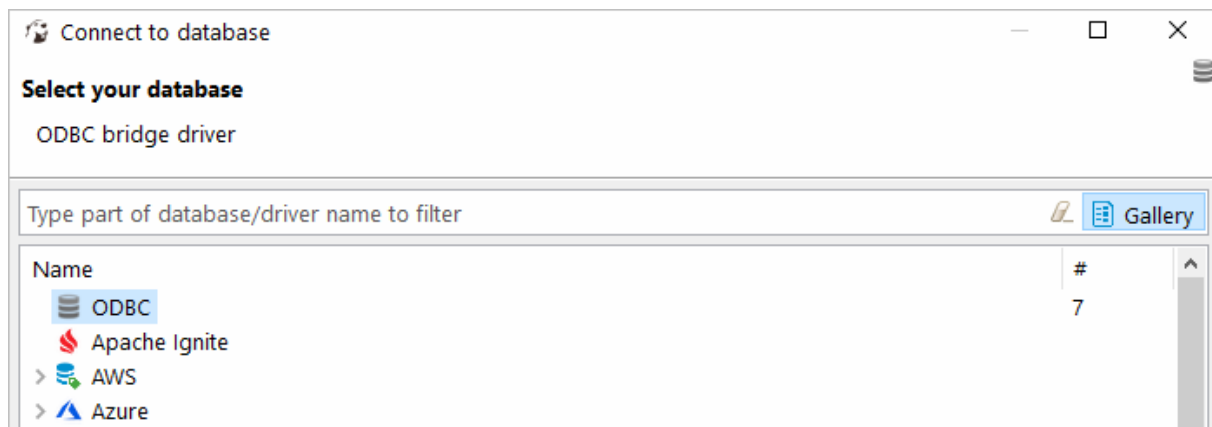 Connect to database
Select your database
ODBC bridge driver
Type part of database/driver name to filter Gallery
Name #
ODBC 7
Apache Ignite
AWS
Azure